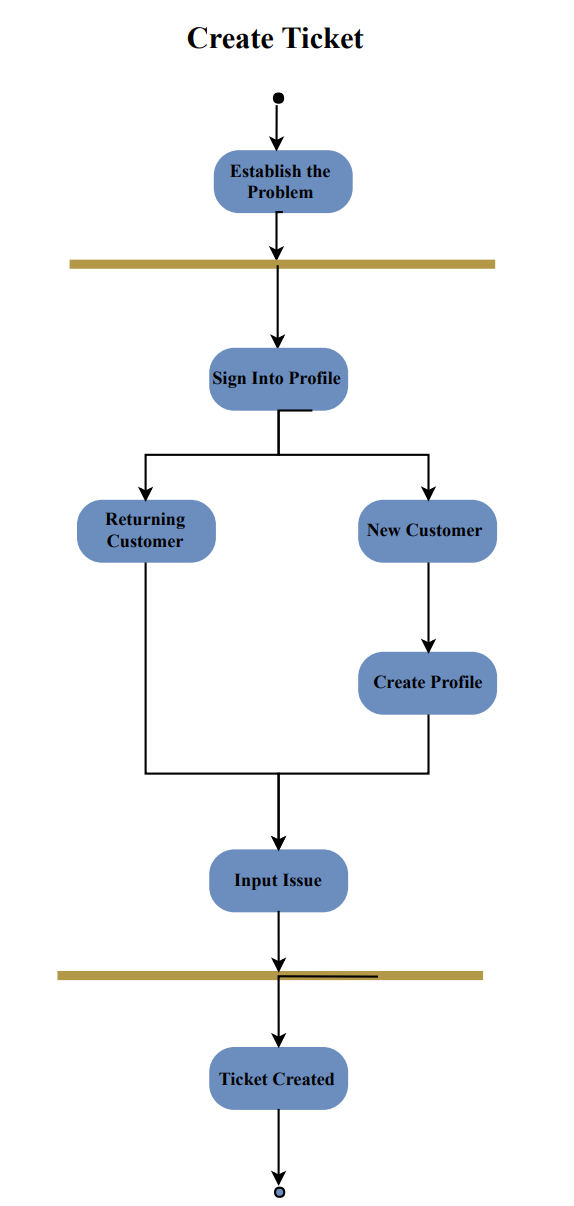 Create Ticket
Establish the
Problem
Sign Into Profile
Returning
Customer
New Customer
Create Profile
Input Issue
Ticket Created